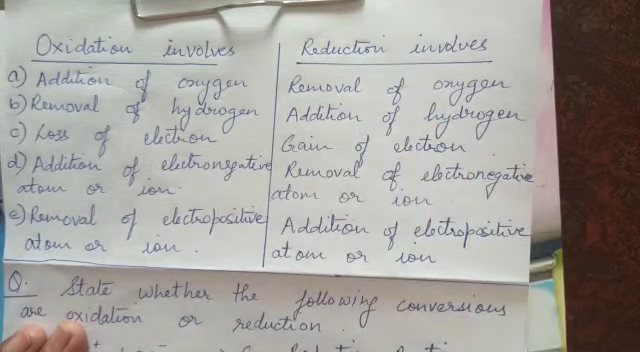 Oxidation involves
a) Addition of oxygen
b) Removal of hydrogen
c) Loss of electron
d) Addition of electronegative
atom or ion.
e) Removal of electropositive
atom or ion.
Reduction involves
Removal of oxygen
Addition of hydrogen
Gain of electron
Removal of electronegative
atom or ion
Addition of electropositive
atom or ion
Q. State whether the following conversions
are oxidation or reduction.